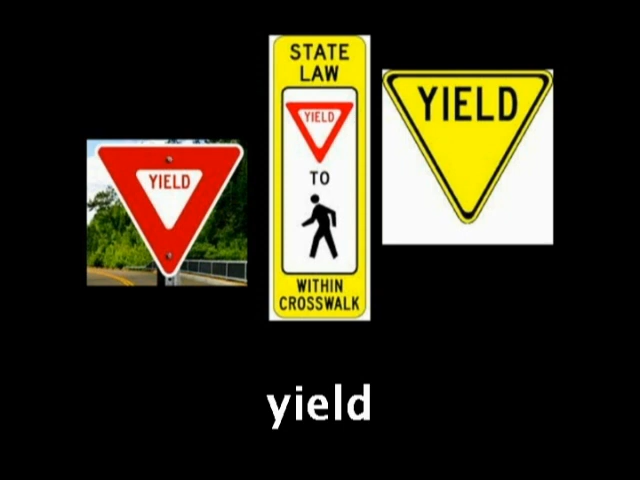 YIELD
STATE
LAW
YIELD
TO
WITHIN
CROSSWALK
YIELD
yield